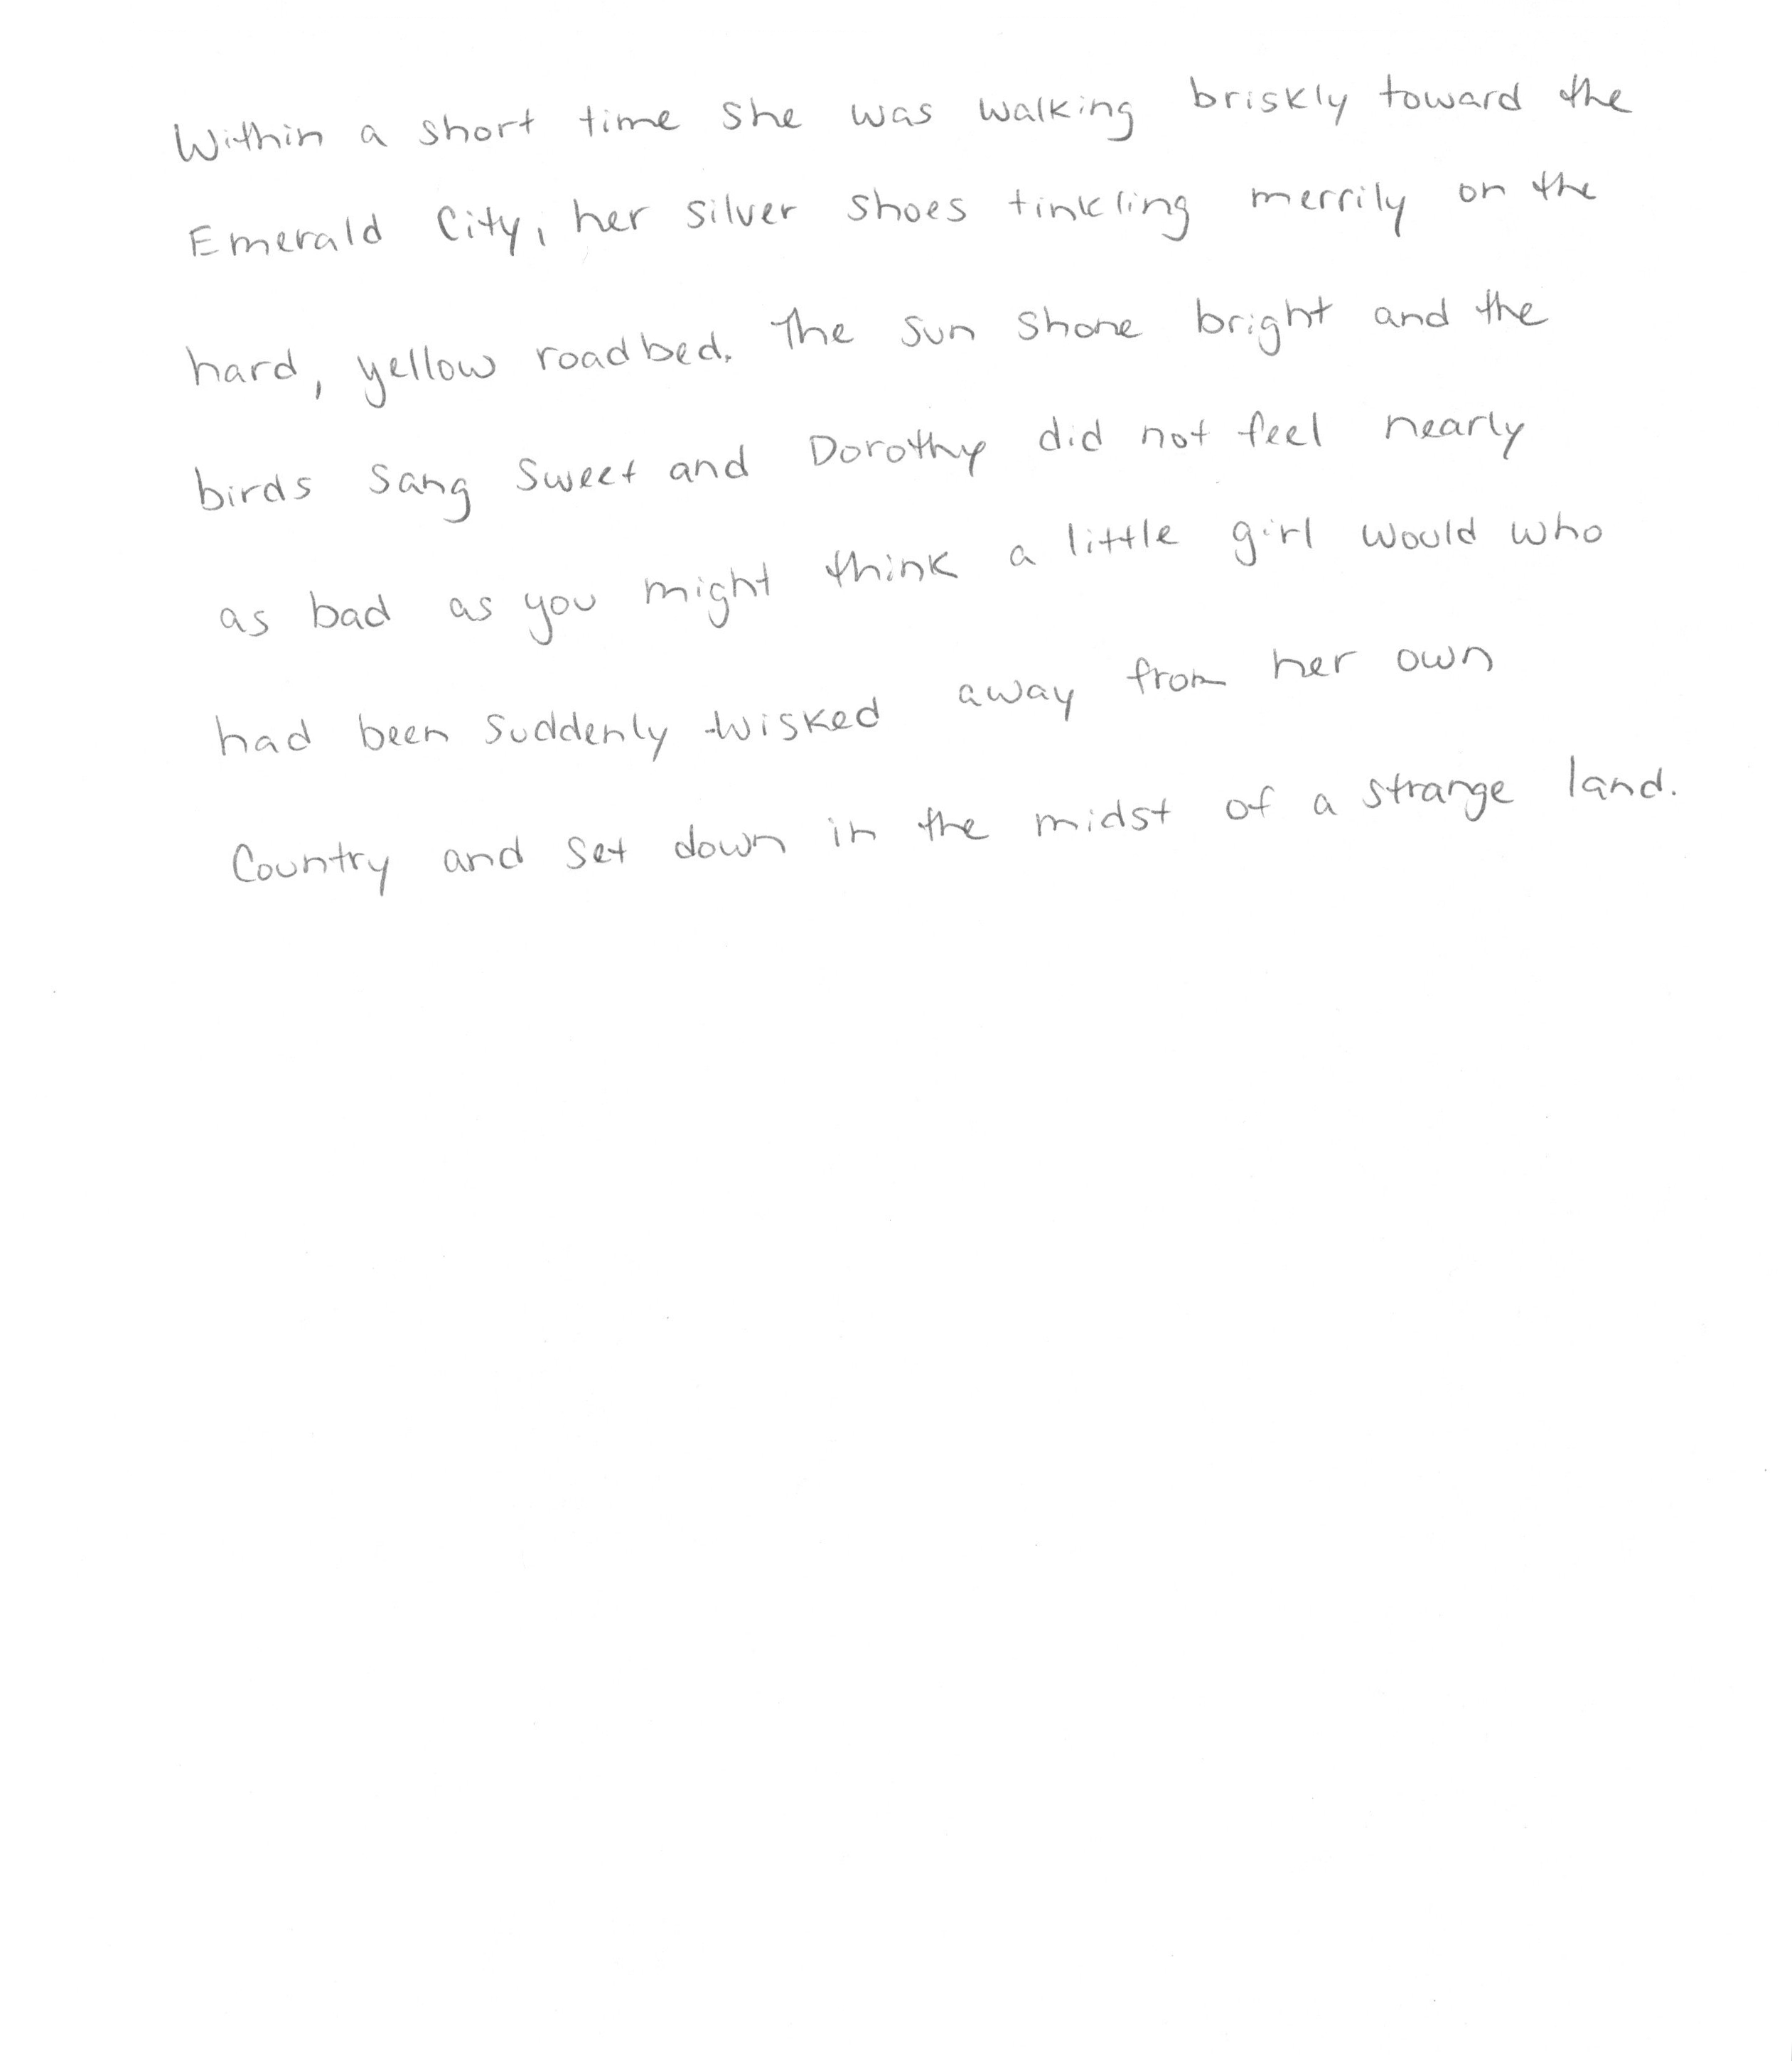 Within a short time she was walking briskly toward the
Emerald City, her silver shoes tinkling merrily on the
hard, yellow roadbed. The sun shone bright and the
birds sang sweet and Dorothy did not feel nearly
as bad as you might think a little girl would who
had been suddenly wisked away from her own
Country and set down in the midst of a strange land.